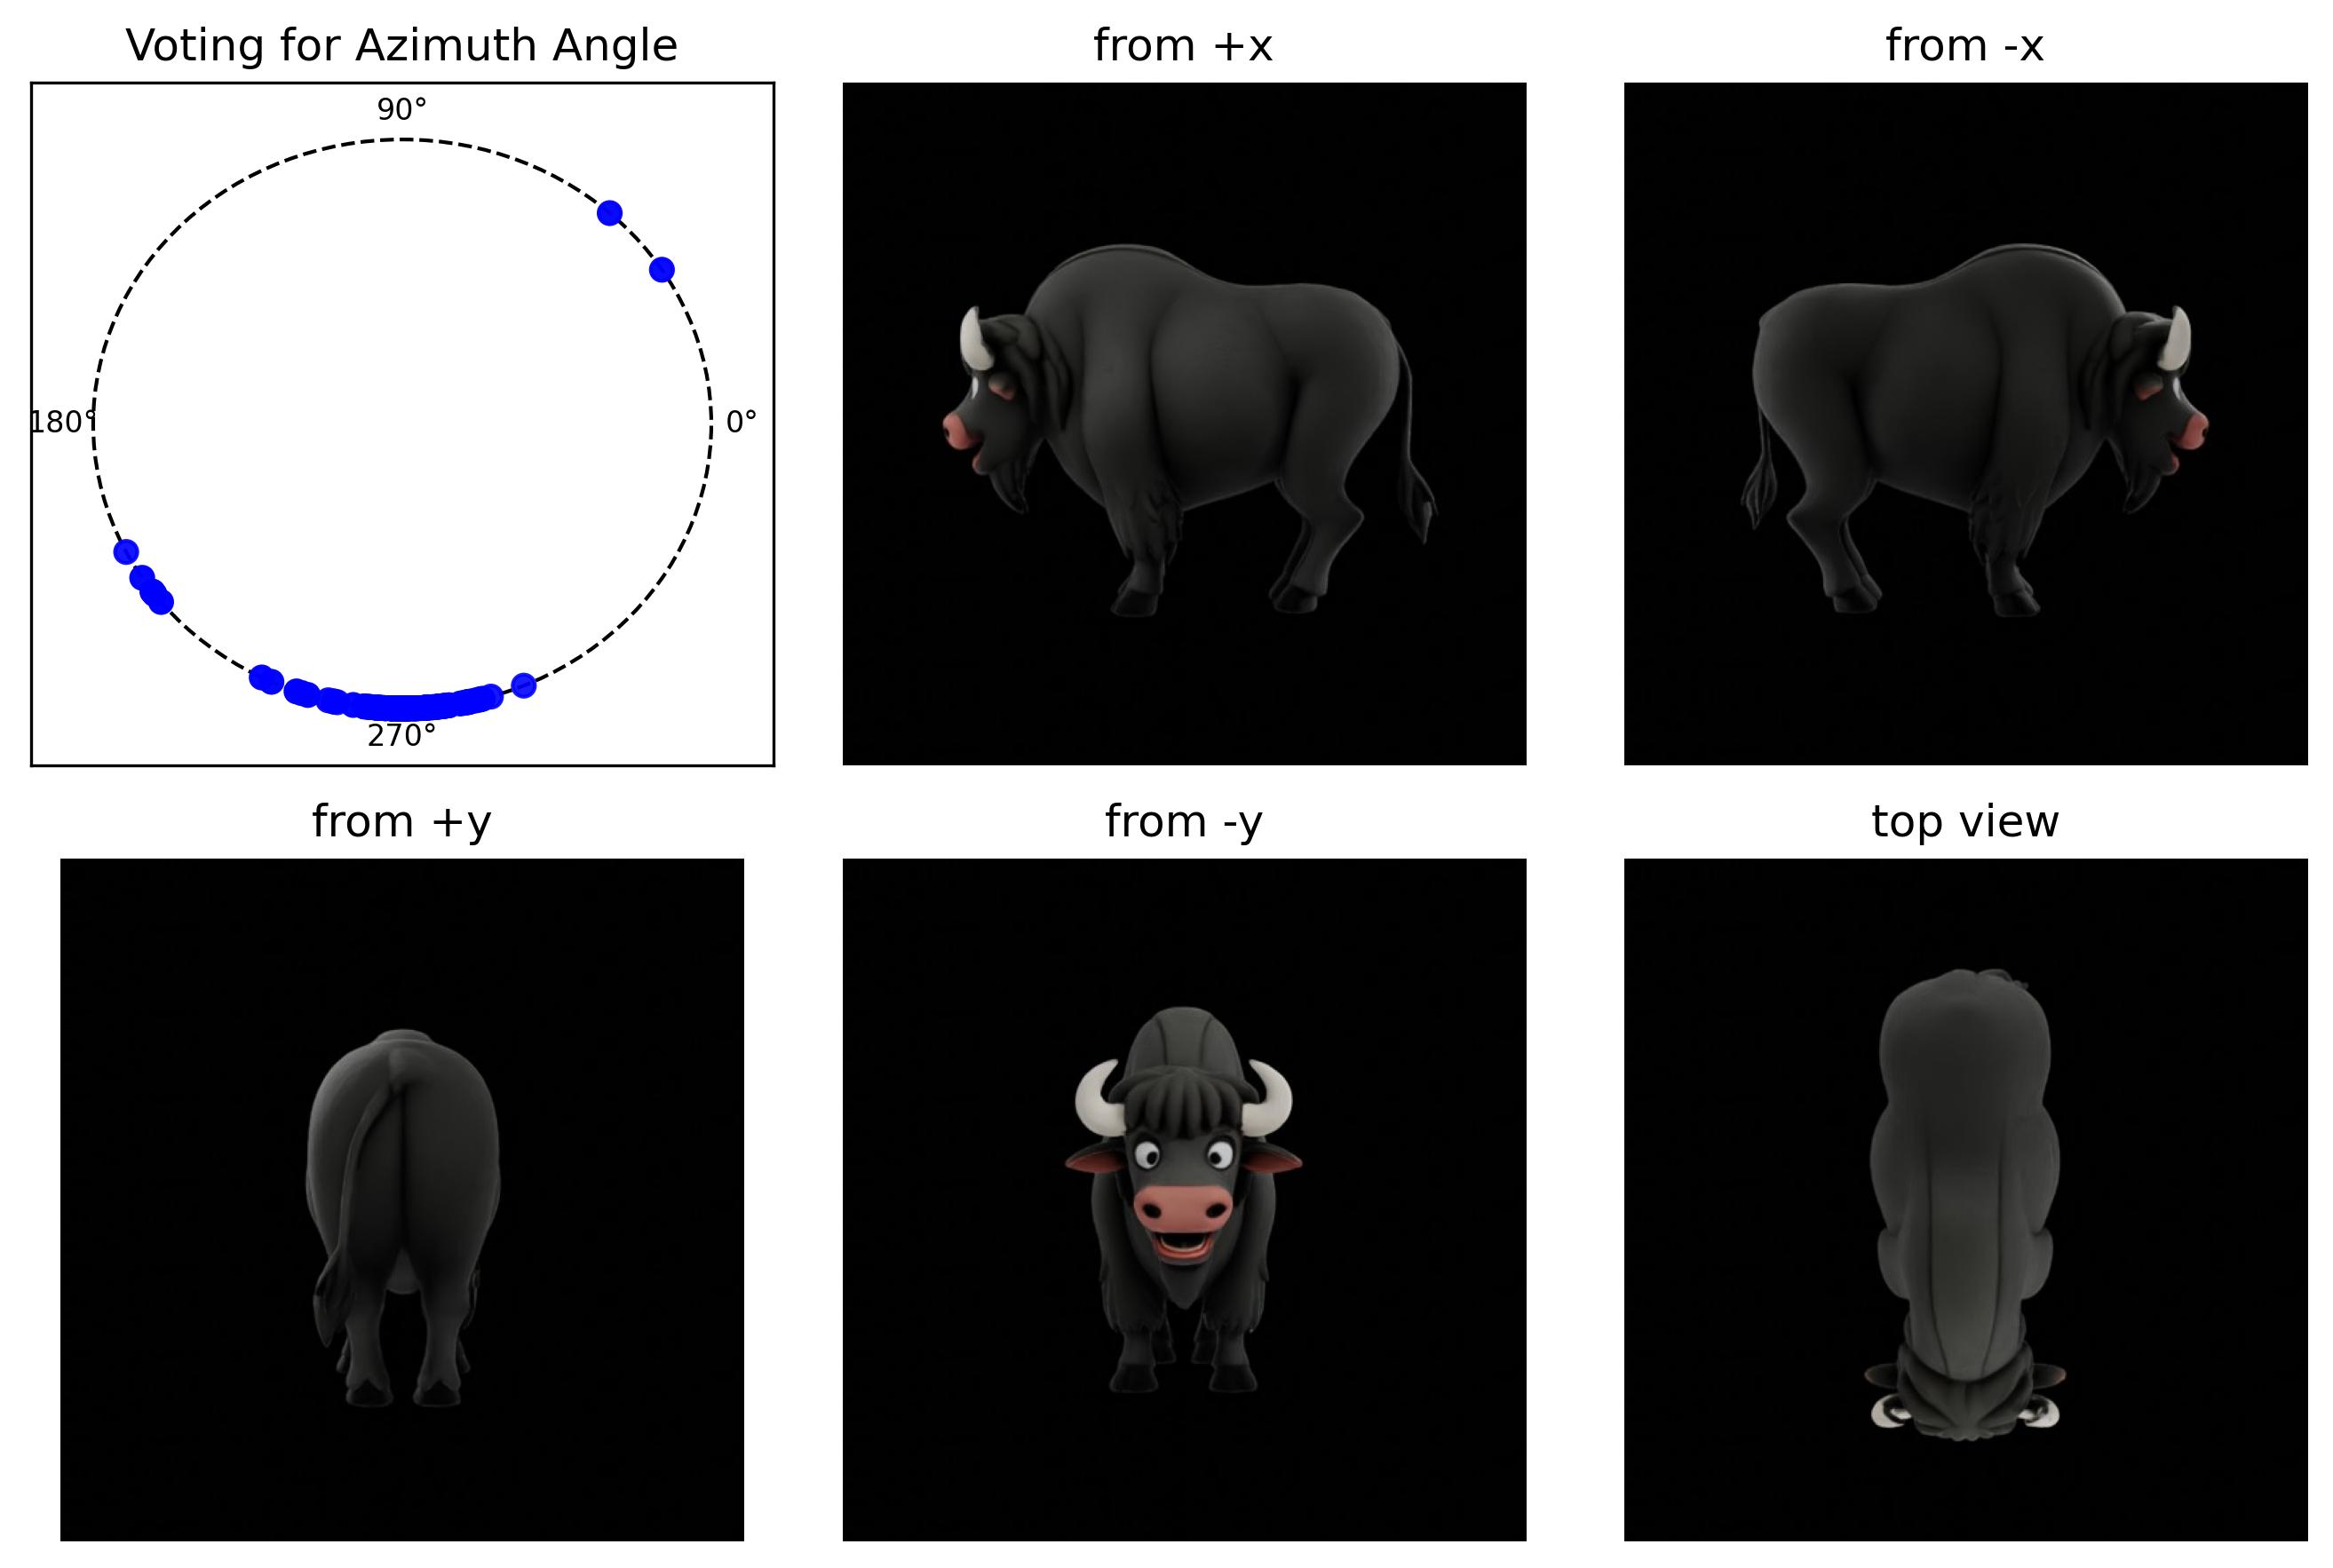 Voting for Azimuth Angle
from +x
from -x
90°
180°
0°
270°
from +y
from -y
top view